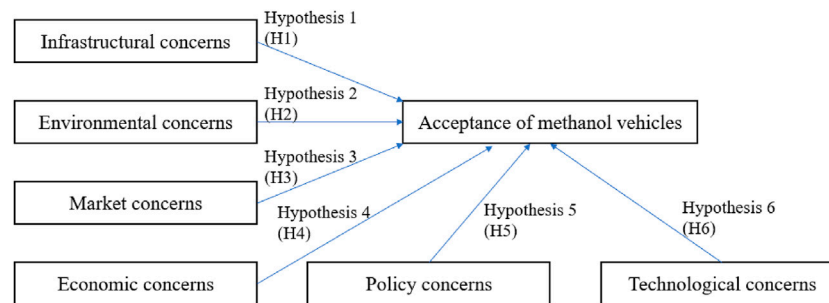 Hypothesis 1
(H1)
Infrastructural concerns
Hypothesis 2
(H2)
Environmental concerns
Acceptance of methanol vehicles
Hypothesis 3
(H3)
Market concerns
Hypothesis 4
(H4)
Hypothesis 5
(H5)
Hypothesis 6
(H6)
Economic concerns
Policy concerns
Technological concerns